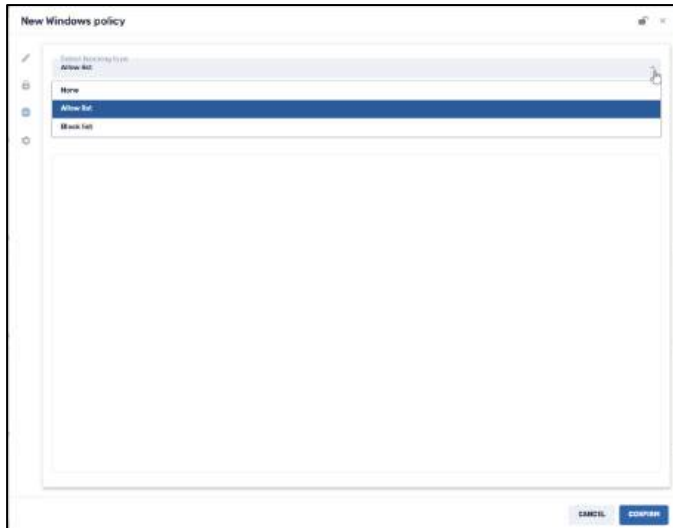 New Windows policy
Allow list
None
Allow list
Block list
CANCEL
CONFIRM